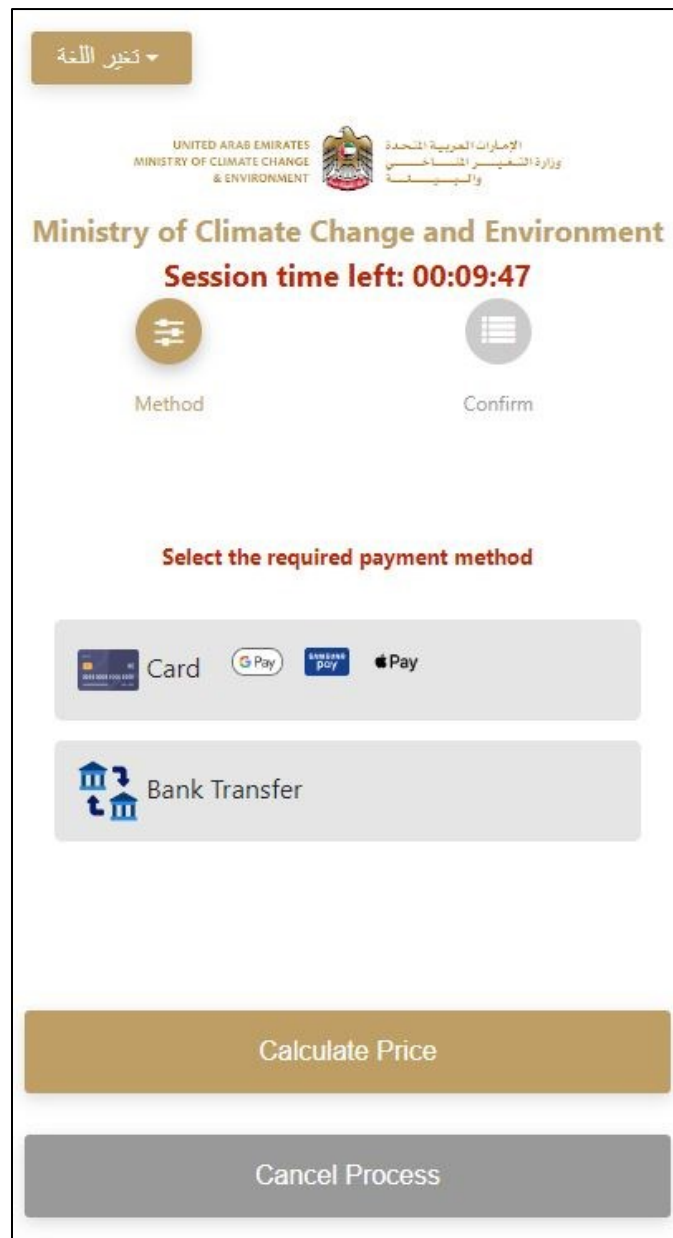 تغير اللغة
UNITED ARAB EMIRATES
MINISTRY OF CLIMATE CHANGE
& ENVIRONMENT
الإمارات العربية المتحدة
وزارة التغير المناخي
والبيئة
Ministry of Climate Change and Environment
Session time left: 00:09:47
Method
Confirm
Select the required payment method
Card G Pay SAMSUNG pay Pay
Bank Transfer
Calculate Price
Cancel Process